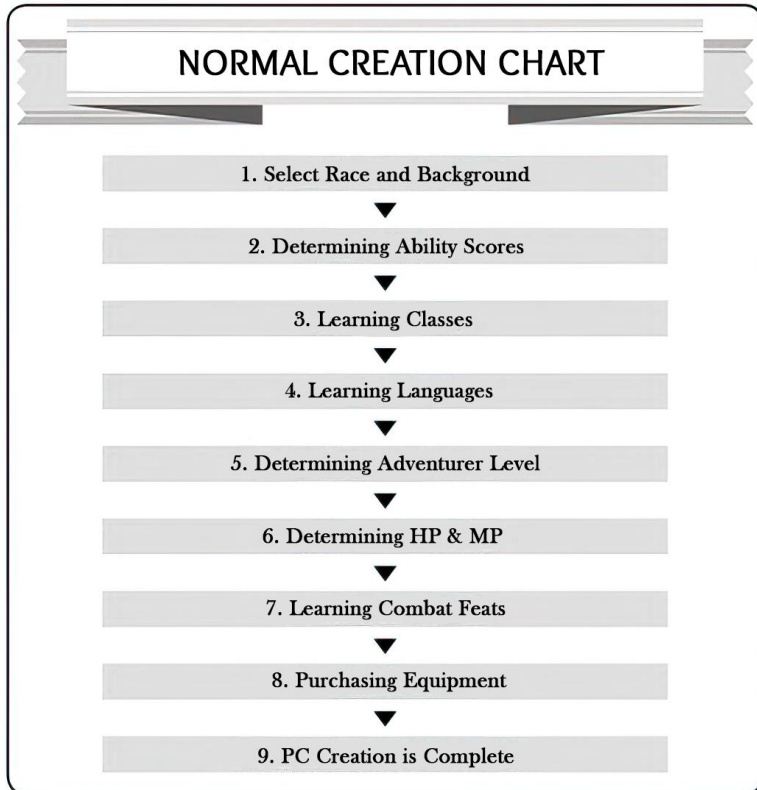 NORMAL CREATION CHART
1. Select Race and Background
2. Determining Ability Scores
3. Learning Classes
4. Learning Languages
5. Determining Adventurer Level
6. Determining HP & MP
7. Learning Combat Feats
8. Purchasing Equipment
9. PC Creation is Complete